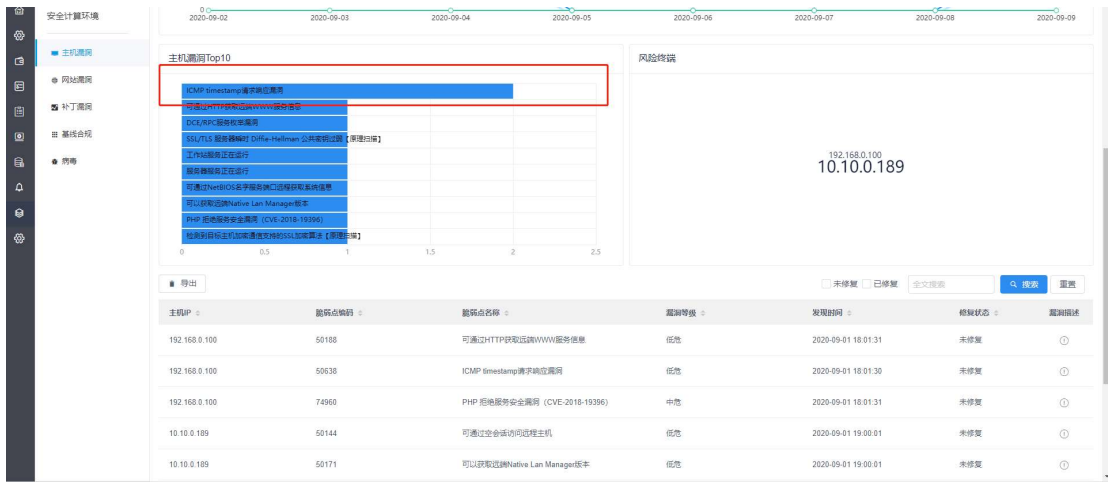 安全计算环境
主机漏洞
网站漏洞
补丁漏洞
基线合规
病毒
0
2020-09-02 2020-09-03 2020-09-04 2020-09-05 2020-09-06 2020-09-07 2020-09-08 2020-09-09
主机漏洞Top10
ICMP timestamp请求响应漏洞
可通过HTTP获取远端WWW服务信息
DCE/RPC服务枚举漏洞
SSL/TLS 服务器瞬时 Diffie-Hellman 公共密钥过弱【原理扫描】
工作站服务正在运行
服务器服务正在运行
可通过NetBIOS名字服务端口远程获取系统信息
可以获取远端Native Lan Manager版本
PHP 拒绝服务安全漏洞（CVE-2018-19396）
检测到目标主机加密通信支持的SSL加密算法【原理扫描】
0 0.5 1 1.5 2 2.5
风险终端
192.168.0.100
10.10.0.189
导出
未修复 已修复 全文搜索 搜索 重置
主机IP 脆弱点编码 脆弱点名称 漏洞等级 发现时间 修复状态 漏洞描述
192.168.0.100 50188 可通过HTTP获取远端WWW服务信息 低危 2020-09-01 18:01:31 未修复
192.168.0.100 50638 ICMP timestamp请求响应漏洞 低危 2020-09-01 18:01:30 未修复
192.168.0.100 74960 PHP 拒绝服务安全漏洞（CVE-2018-19396） 中危 2020-09-01 18:01:31 未修复
10.10.0.189 50144 可通过空会话访问远程主机 低危 2020-09-01 19:00:01 未修复
10.10.0.189 50171 可以获取远端Native Lan Manager版本 低危 2020-09-01 19:00:01 未修复